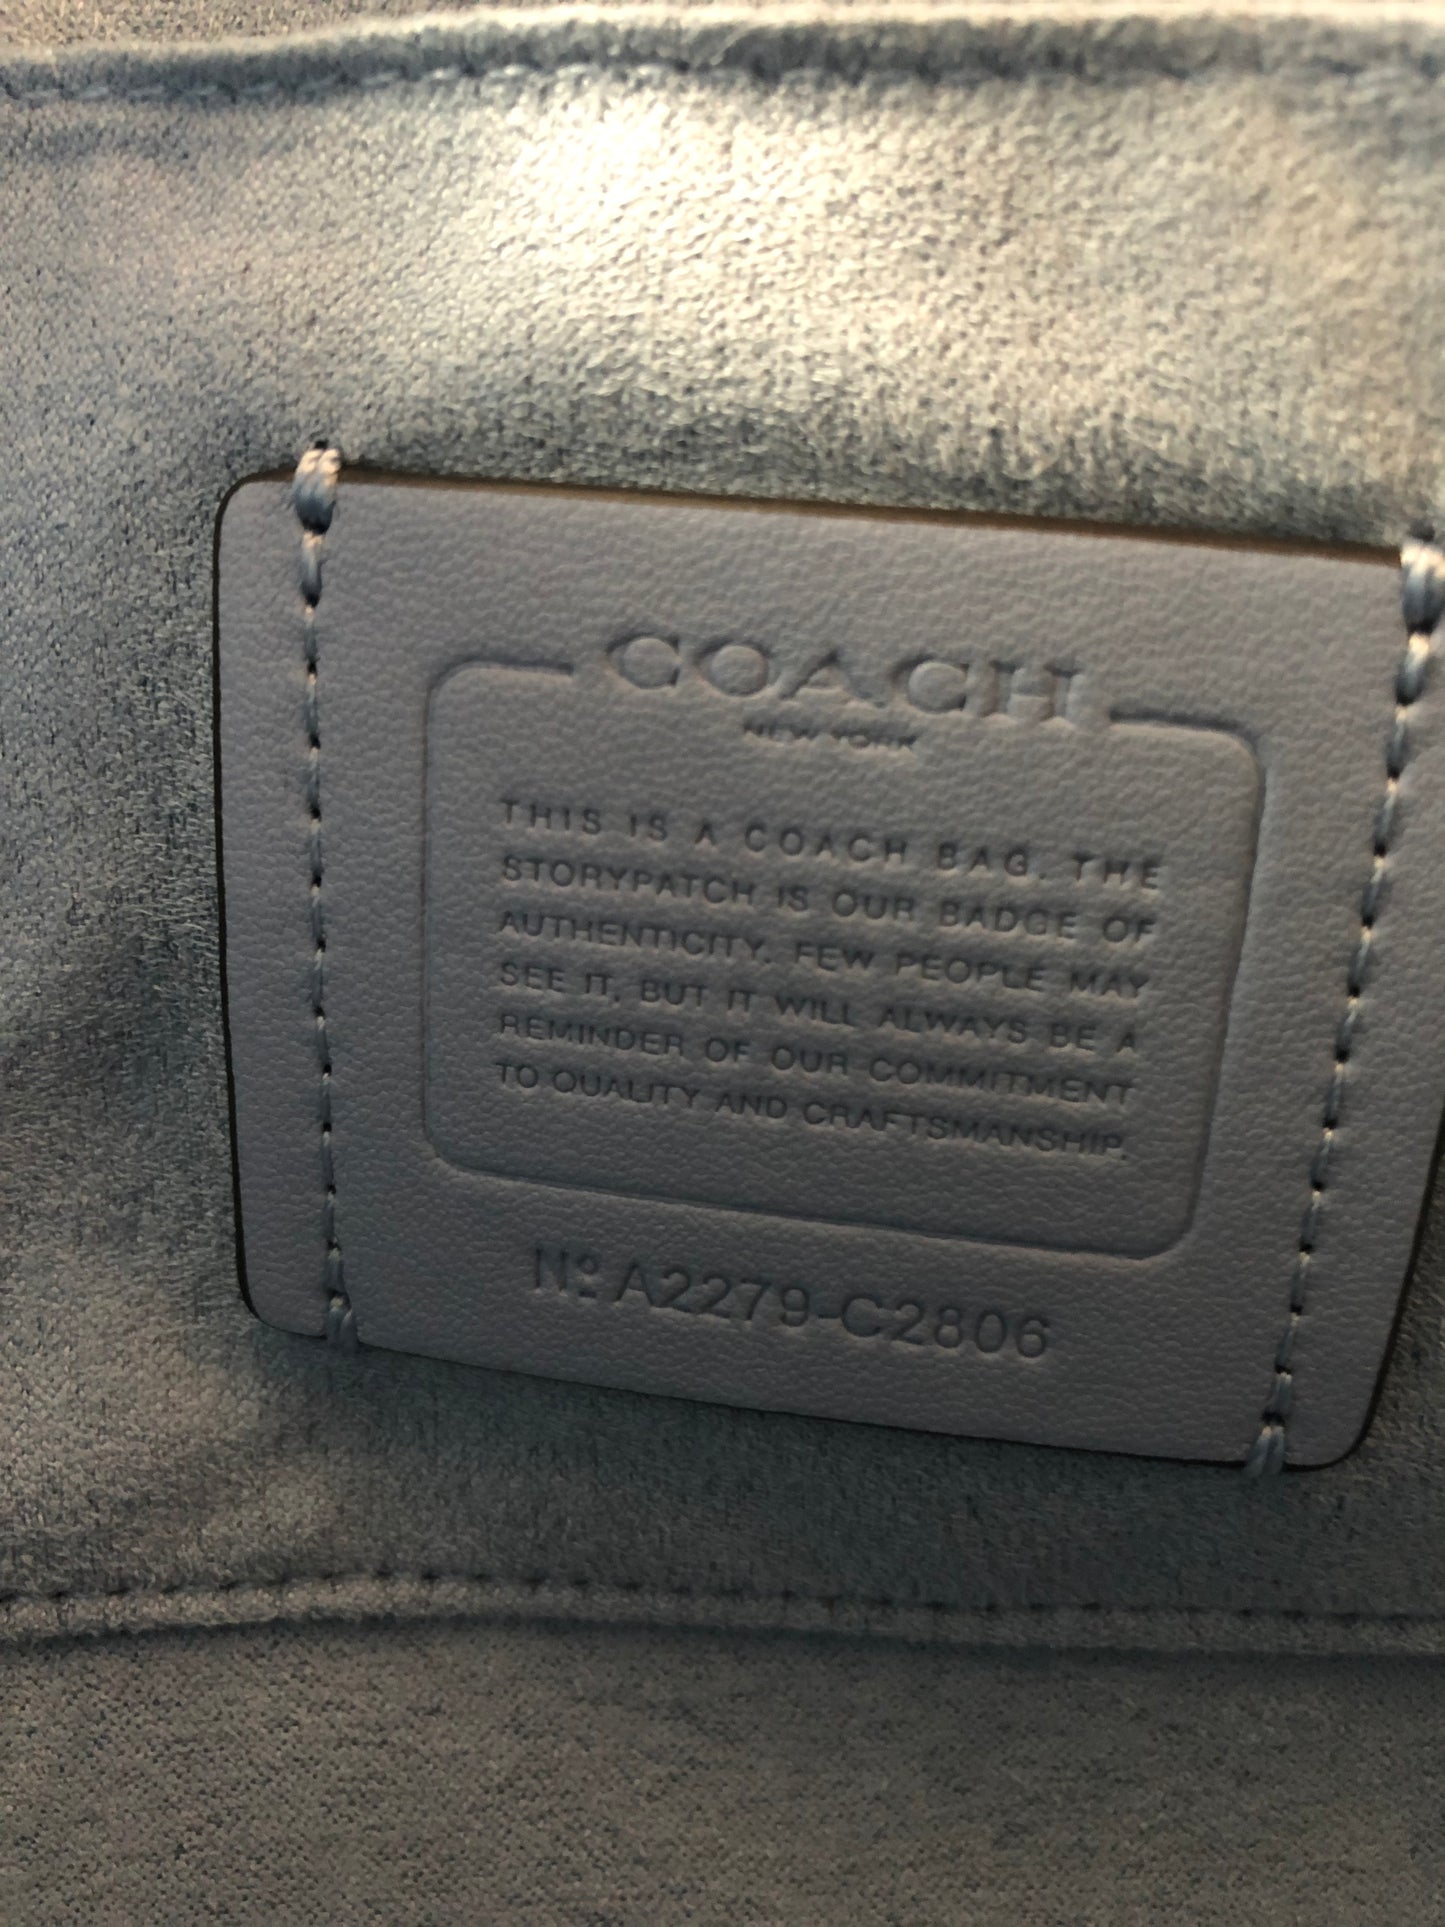 COACH
NEW YORK
THIS IS A COACH BAG. THE
STORYPATCH IS OUR BADGE OF
AUTHENTICITY. FEW PEOPLE MAY
SEE IT, BUT IT WILL ALWAYS BE A
REMINDER OF OUR COMMITMENT
TO QUALITY AND CRAFTSMANSHIP.
Nº A2279-C2806